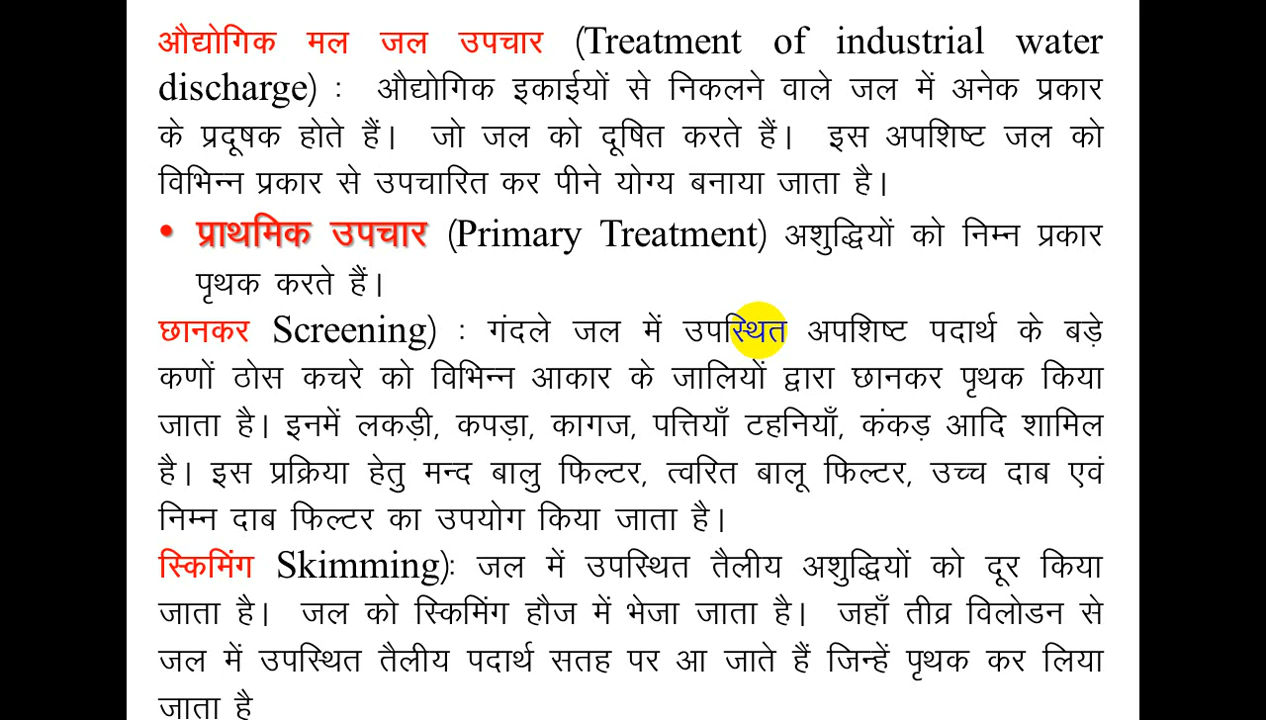 औद्योगिक मल जल उपचार (Treatment of industrial water
discharge) : औद्योगिक इकाईयों से निकलने वाले जल में अनेक प्रकार
के प्रदूषक होते हैं। जो जल को दूषित करते हैं। इस अपशिष्ट जल को
विभिन्न प्रकार से उपचारित कर पीने योग्य बनाया जाता है।
• प्राथमिक उपचार (Primary Treatment) अशुद्धियों को निम्न प्रकार
पृथक करते हैं।
छानकर Screening) : गंदले जल में उपस्थित अपशिष्ट पदार्थ के बड़े
कणों ठोस कचरे को विभिन्न आकार के जालियों द्वारा छानकर पृथक किया
जाता है। इनमें लकड़ी, कपड़ा, कागज, पत्तियाँ टहनियाँ, कंकड़ आदि शामिल
है। इस प्रक्रिया हेतु मन्द बालु फिल्टर, त्वरित बालू फिल्टर, उच्च दाब एवं
निम्न दाब फिल्टर का उपयोग किया जाता है।
स्किमिंग Skimming): जल में उपस्थित तैलीय अशुद्धियों को दूर किया
जाता है। जल को स्किमिंग हौज में भेजा जाता है। जहाँ तीव्र विलोडन से
जल में उपस्थित तैलीय पदार्थ सतह पर आ जाते हैं जिन्हें पृथक कर लिया
जाता है